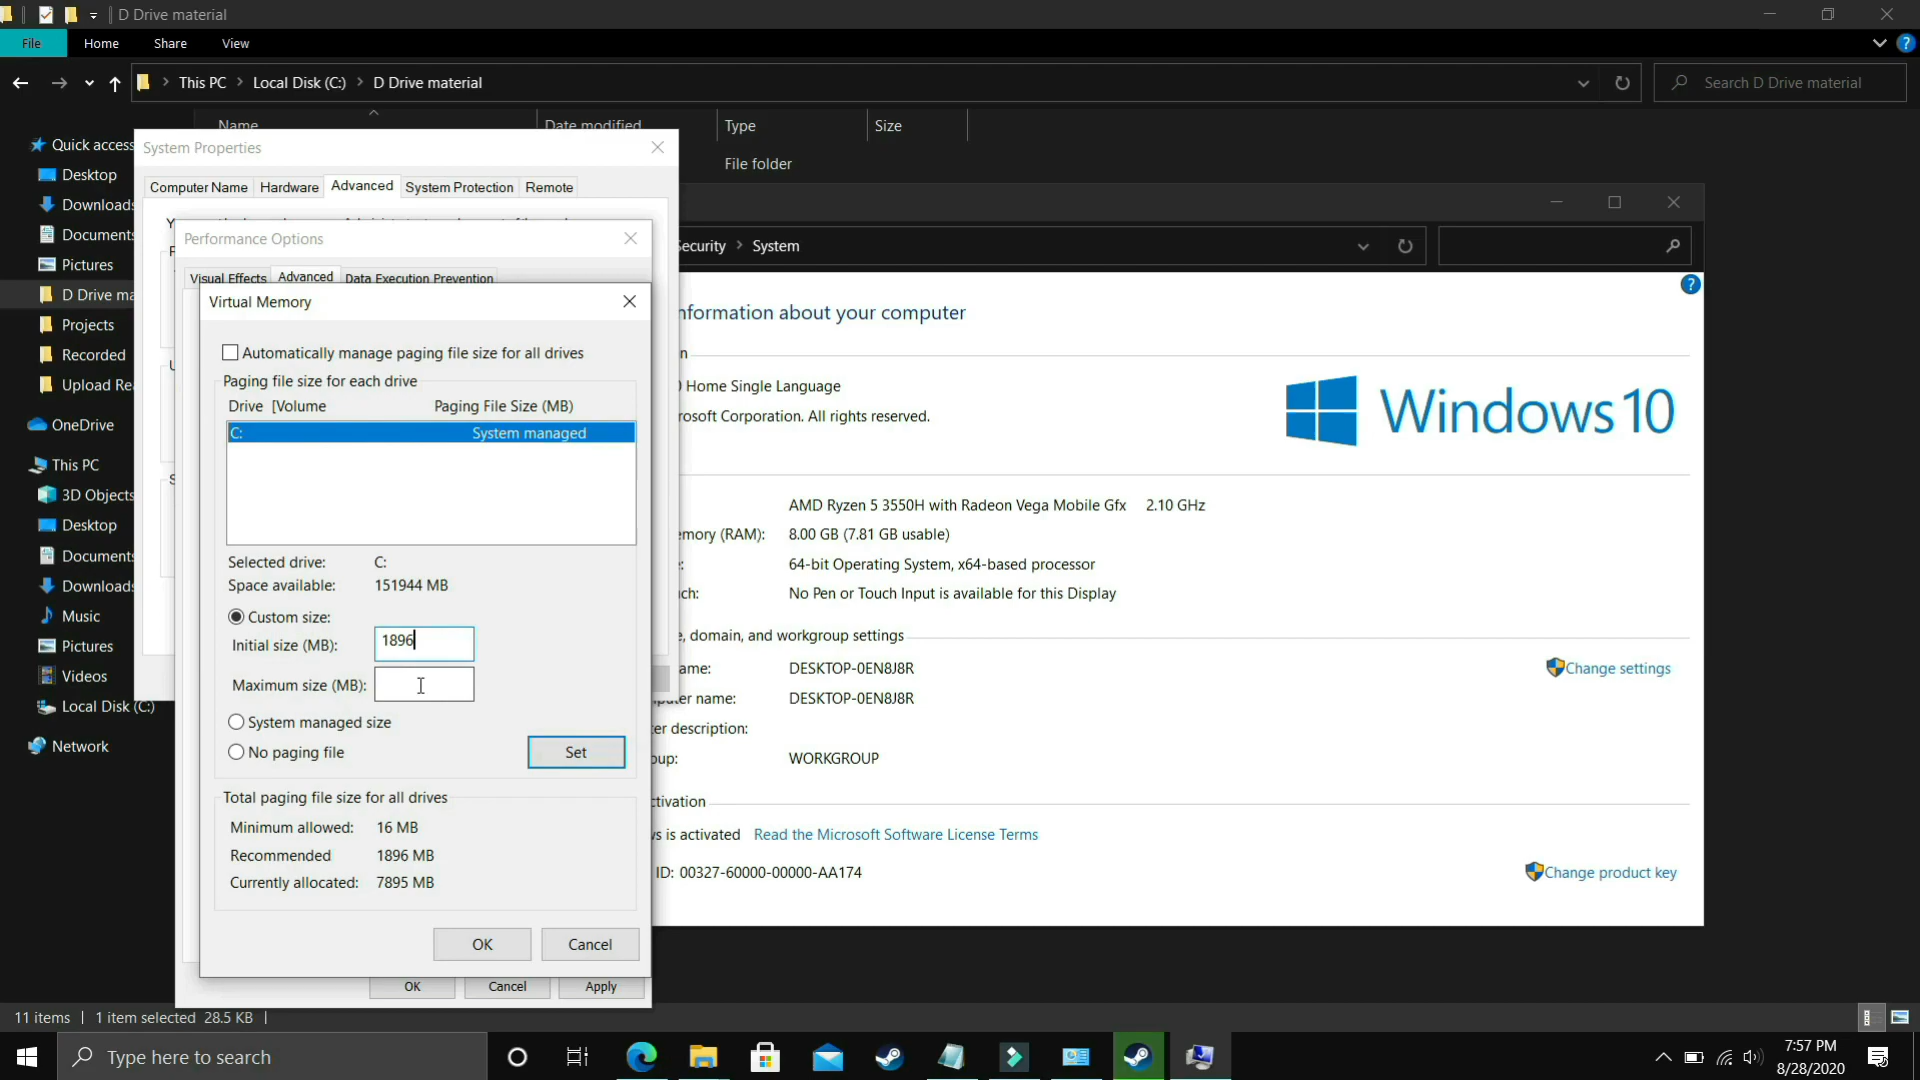 D Drive material
File Home Share View
This PC Local Disk (C:) D Drive material
Search D Drive material
Name Date modified Type Size
File folder
Quick access
Desktop
Downloads
Documents
Pictures
D Drive ma
Projects
Recorded
Upload Re
OneDrive
This PC
3D Objects
Desktop
Documents
Downloads
Music
Pictures
Videos
Local Disk (C:)
Network
System Properties
Computer Name Hardware Advanced System Protection Remote
Performance Options
Visual Effects Advanced Data Execution Prevention
Virtual Memory
Automatically manage paging file size for all drives
Paging file size for each drive
Drive [Volume Paging File Size (MB)
C: System managed
Selected drive: C:
Space available: 151944 MB
Custom size:
Initial size (MB): 1896
Maximum size (MB):
System managed size
No paging file
Set
Total paging file size for all drives
Minimum allowed: 16 MB
Recommended 1896 MB
Currently allocated: 7895 MB
OK Cancel
OK Cancel Apply
Security System
nformation about your computer
n
0 Home Single Language
rosoft Corporation. All rights reserved.
Windows 10
AMD Ryzen 5 3550H with Radeon Vega Mobile Gfx 2.10 GHz
emory (RAM): 8.00 GB (7.81 GB usable)
e: 64-bit Operating System, x64-based processor
uch: No Pen or Touch Input is available for this Display
e, domain, and workgroup settings
ame: DESKTOP-0EN8J8R
Change settings
puter name: DESKTOP-0EN8J8R
er description:
oup: WORKGROUP
ctivation
ws is activated Read the Microsoft Software License Terms
ID: 00327-60000-00000-AA174
Change product key
11 items 1 item selected 28.5 KB
Type here to search
7:57 PM
8/28/2020